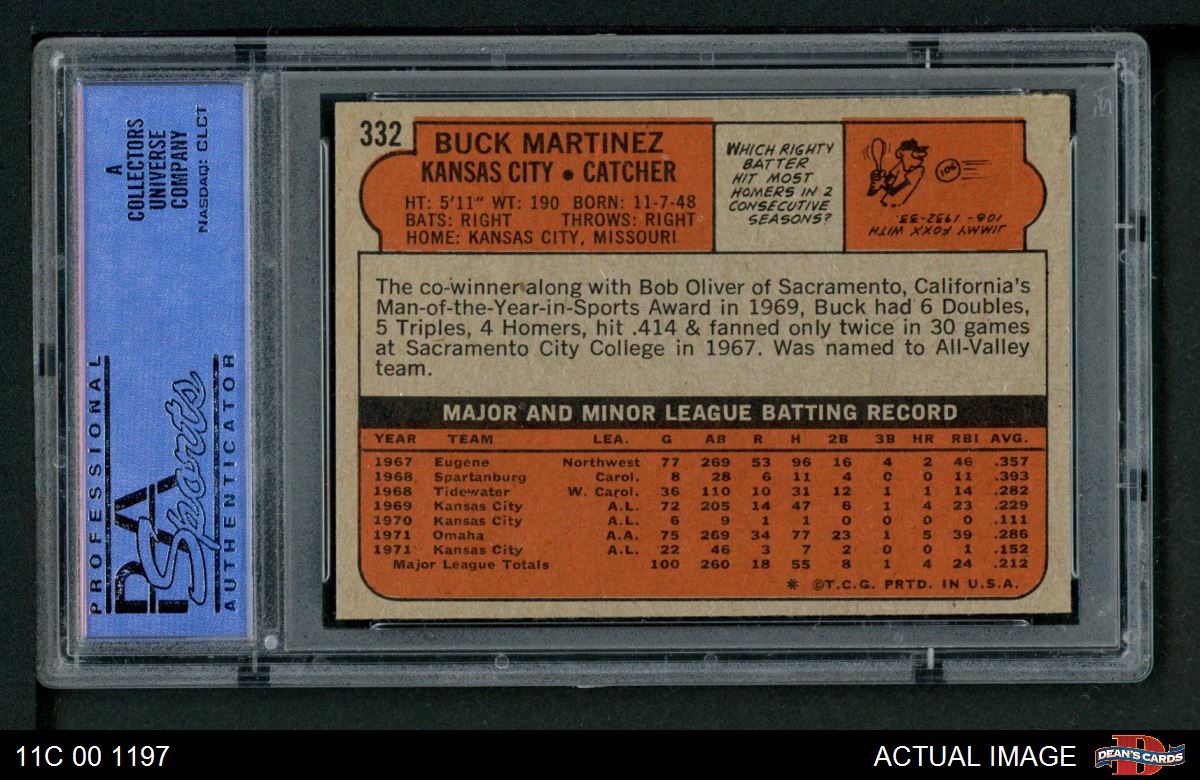 A
COLLECTORS
UNIVERSE
COMPANY
NASDAQ: CLCT
PROFESSIONAL
PSA
Sports
AUTHENTICATOR
332
BUCK MARTINEZ
KANSAS CITY • CATCHER
HT: 5'11" WT: 190 BORN: 11-7-48
BATS: RIGHT THROWS: RIGHT
HOME: KANSAS CITY, MISSOURI
WHICH RIGHTY
BATTER
HIT MOST
HOMERS IN 2
CONSECUTIVE
SEASONS?
106
JIMMY FOXX WITH
106 - 1932-33.
The co-winner along with Bob Oliver of Sacramento, California's
Man-of-the-Year-in-Sports Award in 1969, Buck had 6 Doubles,
5 Triples, 4 Homers, hit .414 & fanned only twice in 30 games
at Sacramento City College in 1967. Was named to All-Valley
team.
MAJOR AND MINOR LEAGUE BATTING RECORD
YEAR TEAM LEA. G AB R H 2B 3B HR RBI AVG.
1967 Eugene Northwest 77 269 53 96 16 4 2 46 .357
1968 Spartanburg Carol. 8 28 6 11 4 0 0 11 .393
1968 Tidewater W. Carol. 36 110 10 31 12 1 1 14 .282
1969 Kansas City A.L. 72 205 14 47 6 1 4 23 .229
1970 Kansas City A.L. 6 9 1 1 0 0 0 0 .111
1971 Omaha A.A. 75 269 34 77 23 1 5 39 .286
1971 Kansas City A.L. 22 46 3 7 2 0 0 1 .152
Major League Totals 100 260 18 55 8 1 4 24 .212
* ©T.C.G. PRTD. IN U.S.A.
11C 00 1197
ACTUAL IMAGE
DEAN'S CARDS